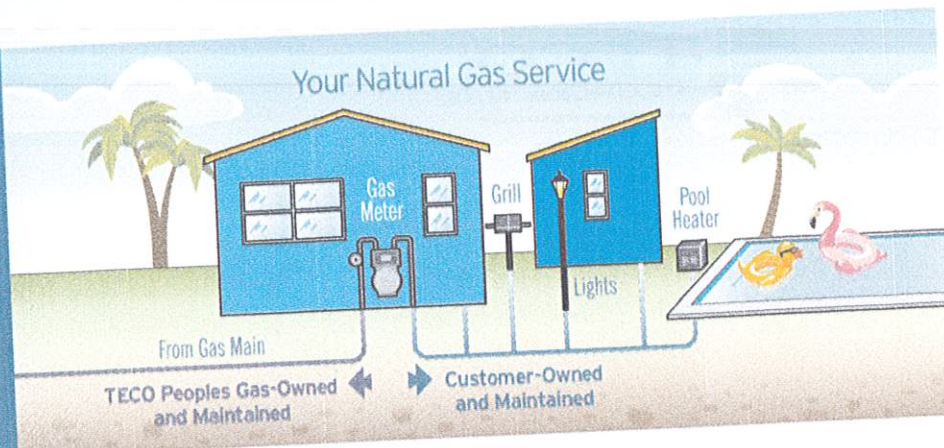 Your Natural Gas Service
Gas
Meter
Grill
Pool
Heater
Lights
From Gas Main
TECO Peoples Gas-Owned
and Maintained
Customer-Owned
and Maintained